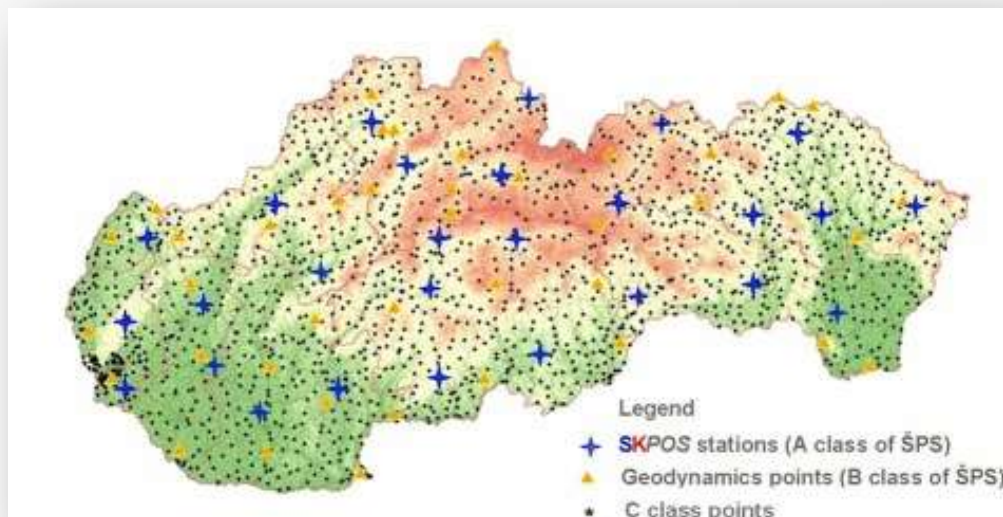 Legend
SKPOS stations (A class of ŠPS)
Geodynamics points (B class of ŠPS)
C class points